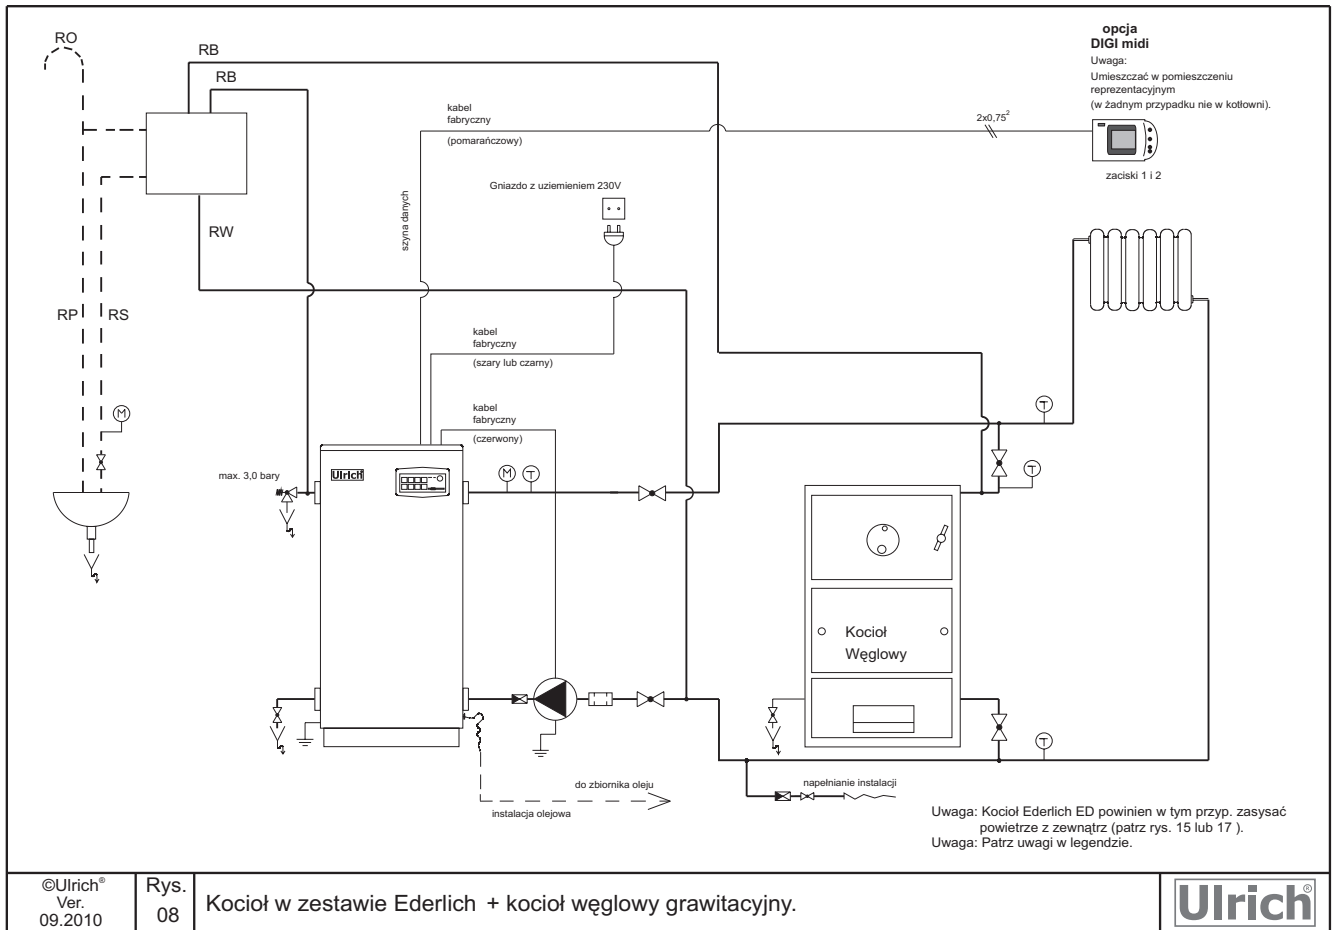 opcja
DIGI midi
Uwaga:
Umieszczać w pomieszczeniu
reprezentacyjnym
(w żadnym przypadku nie w kotłowni).
zaciski 1 i 2
2x0,75²
RO
RB
RB
RW
RP
RS
kabel
fabryczny
(pomarańczowy)
szyna danych
Gniazdo z uziemieniem 230V
kabel
fabryczny
(szary lub czarny)
kabel
fabryczny
(czerwony)
M
max. 3,0 bary
Ulrich
M
T
T
T
T
Kocioł
Węglowy
do zbiornika oleju
instalacja olejowa
napełnianie instalacji
Uwaga: Kocioł Ederlich ED powinien w tym przyp. zasysać
powietrze z zewnątrz (patrz rys. 15 lub 17 ).
Uwaga: Patrz uwagi w legendzie.
©Ulrich®
Ver.
09.2010
Rys.
08
Kocioł w zestawie Ederlich + kocioł węglowy grawitacyjny.
Ulrich®